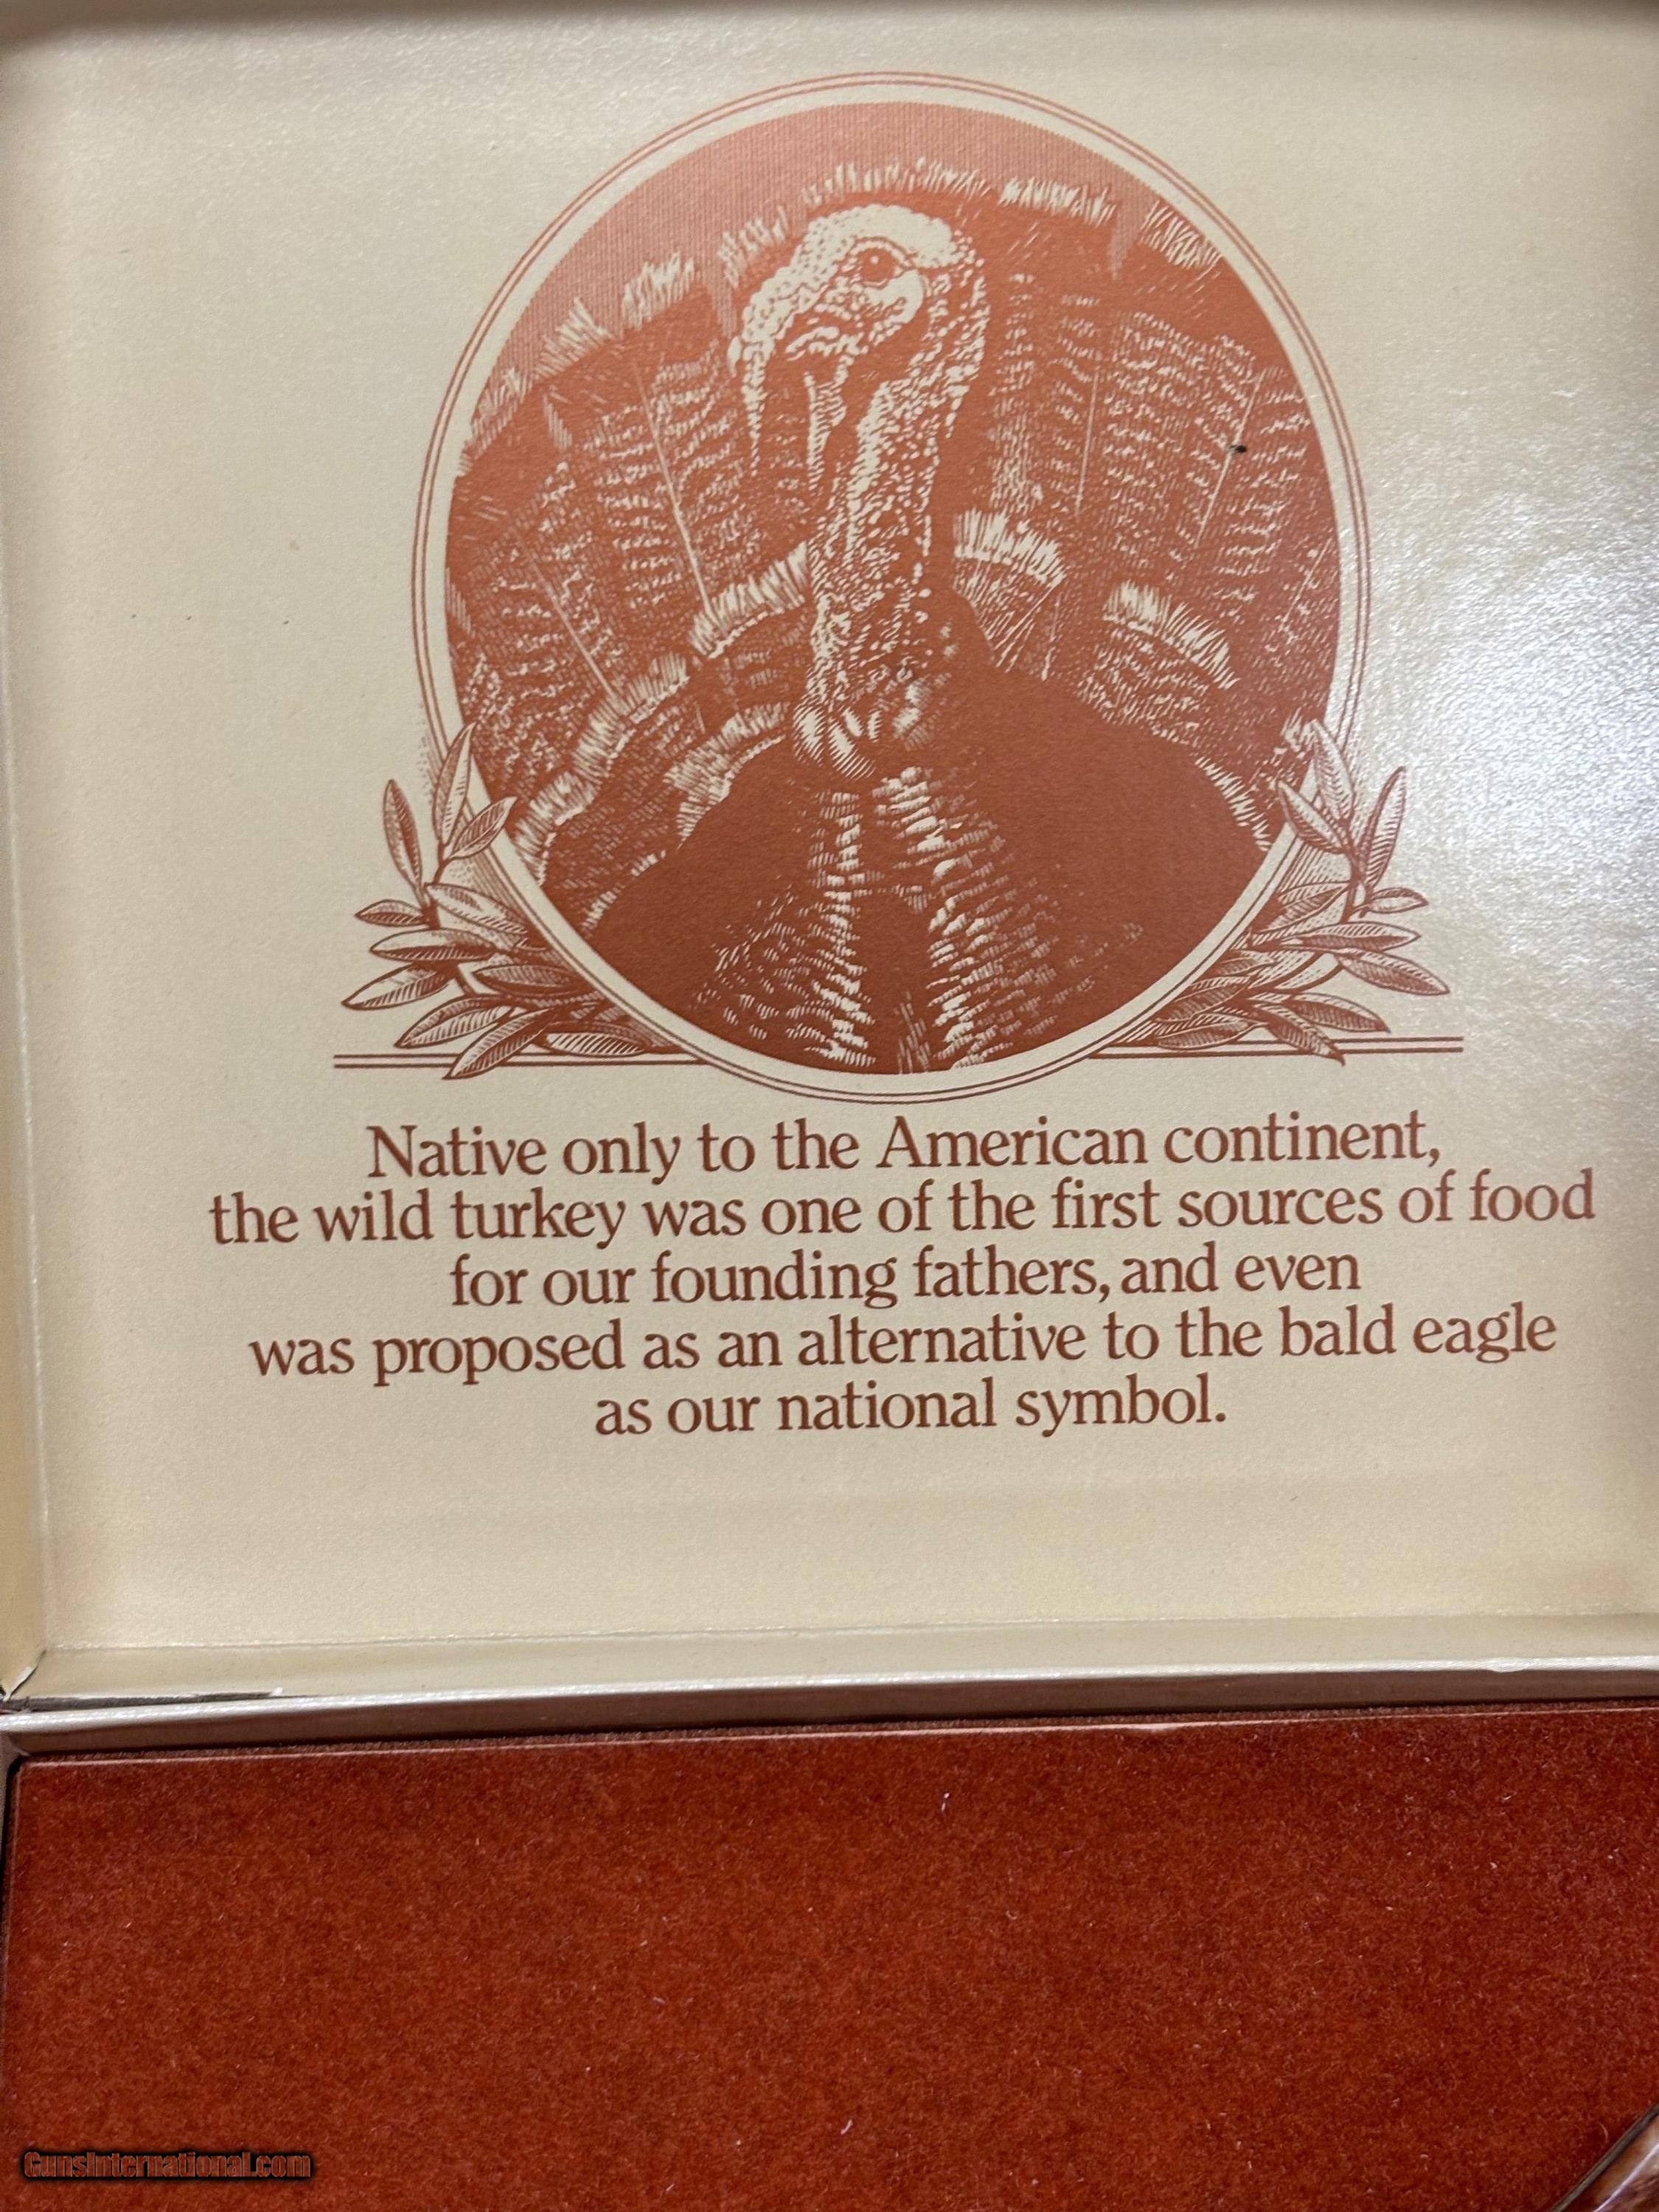 Native only to the American continent,
the wild turkey was one of the first sources of food
for our founding fathers, and even
was proposed as an alternative to the bald eagle
as our national symbol.
GunsInternational.com